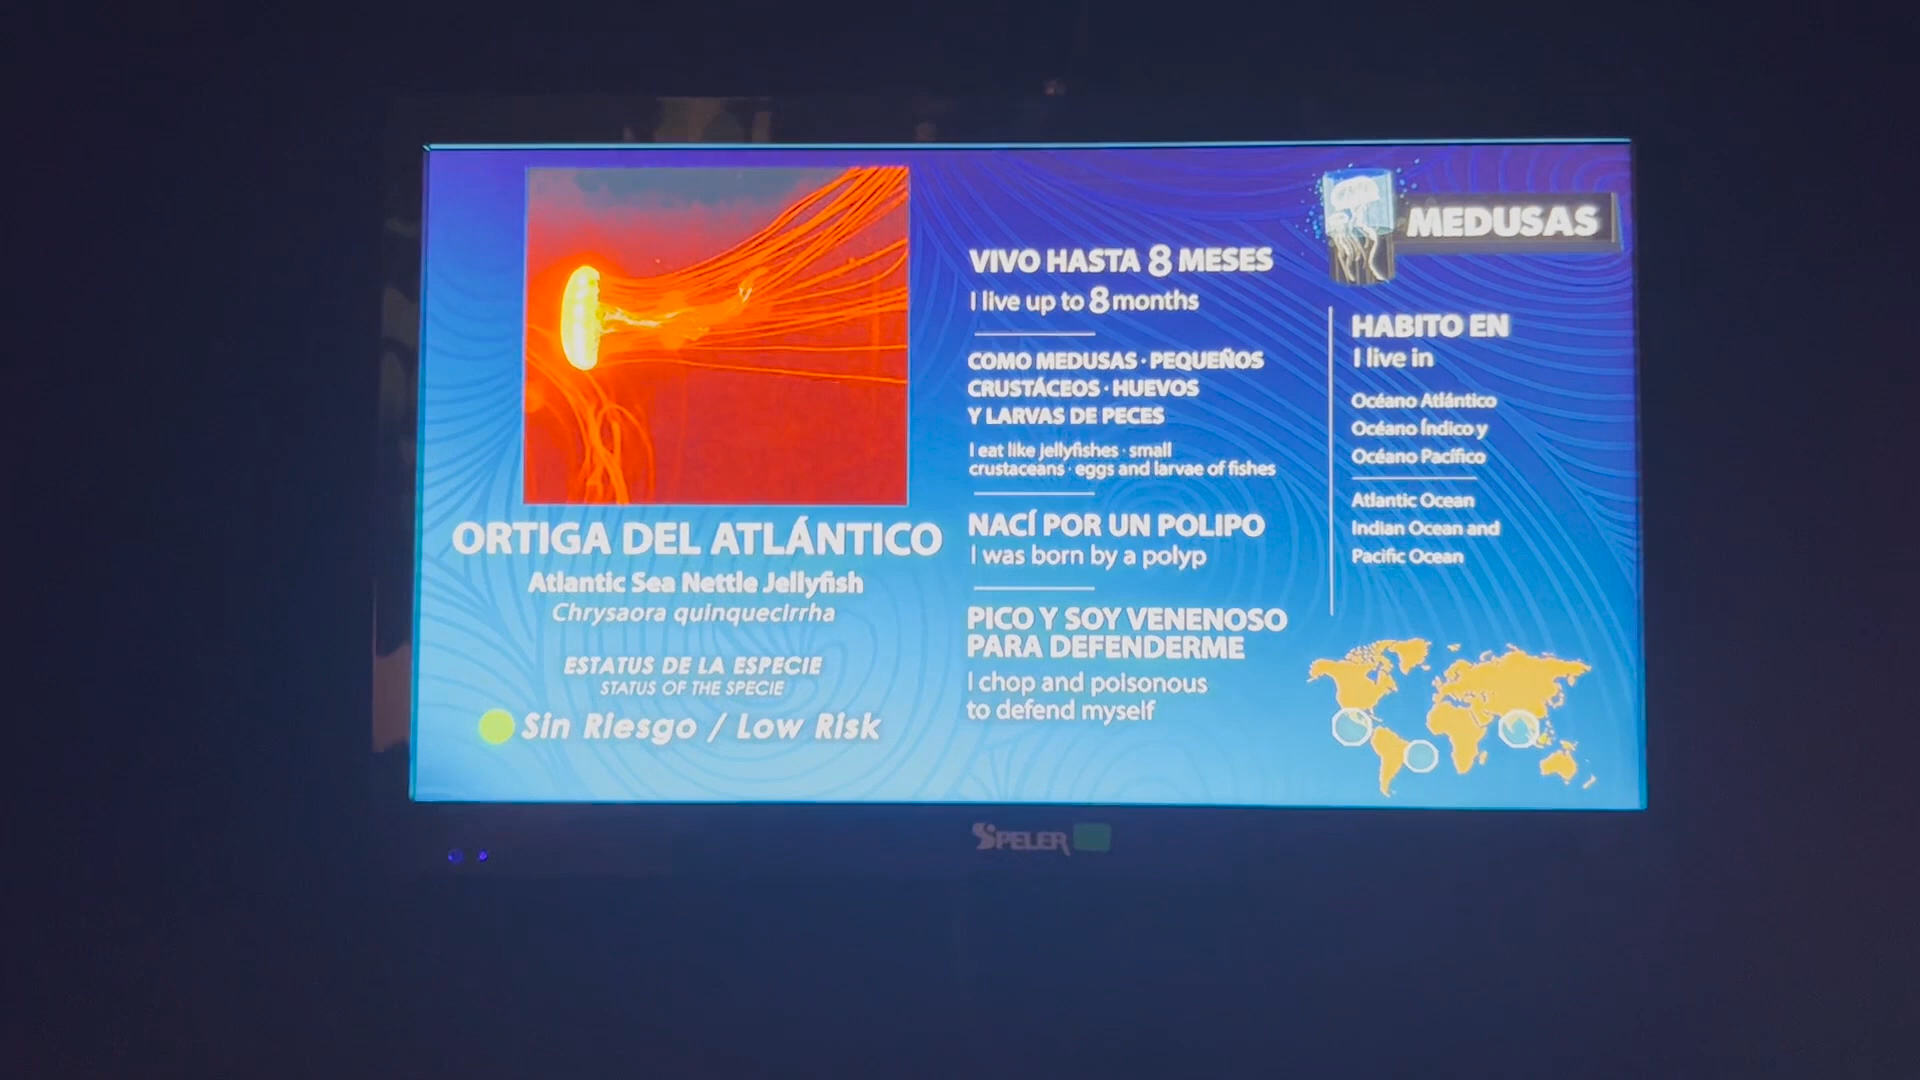 MEDUSAS
ORTIGA DEL ATLÁNTICO
Atlantic Sea Nettle Jellyfish
Chrysaora quinquecirrha
ESTATUS DE LA ESPECIE
STATUS OF THE SPECIE
Sin Riesgo / Low Risk
VIVO HASTA 8 MESES
I live up to 8 months
COMO MEDUSAS · PEQUEÑOS
CRUSTÁCEOS · HUEVOS
Y LARVAS DE PECES
I eat like jellyfishes · small
crustaceans · eggs and larvae of fishes
NACÍ POR UN POLIPO
I was born by a polyp
PICO Y SOY VENENOSO
PARA DEFENDERME
I chop and poisonous
to defend myself
HABITO EN
I live in
Océano Atlántico
Océano Índico y
Océano Pacífico
Atlantic Ocean
Indian Ocean and
Pacific Ocean
SPELER